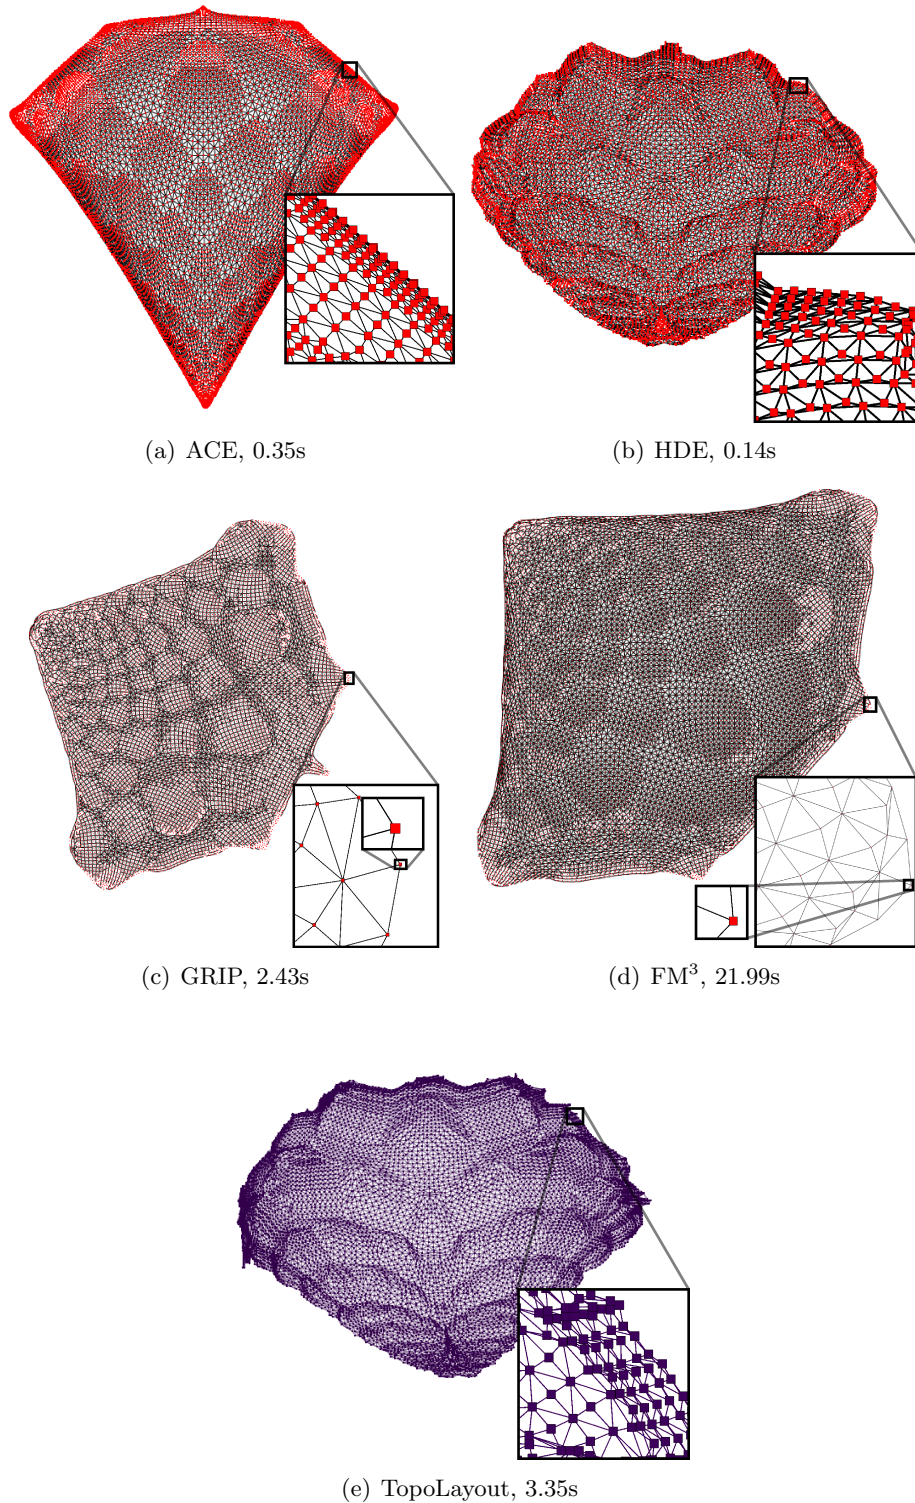 (a) ACE, 0.35s
(b) HDE, 0.14s
(c) GRIP, 2.43s
(d) FM³, 21.99s
(e) TopoLayout, 3.35s